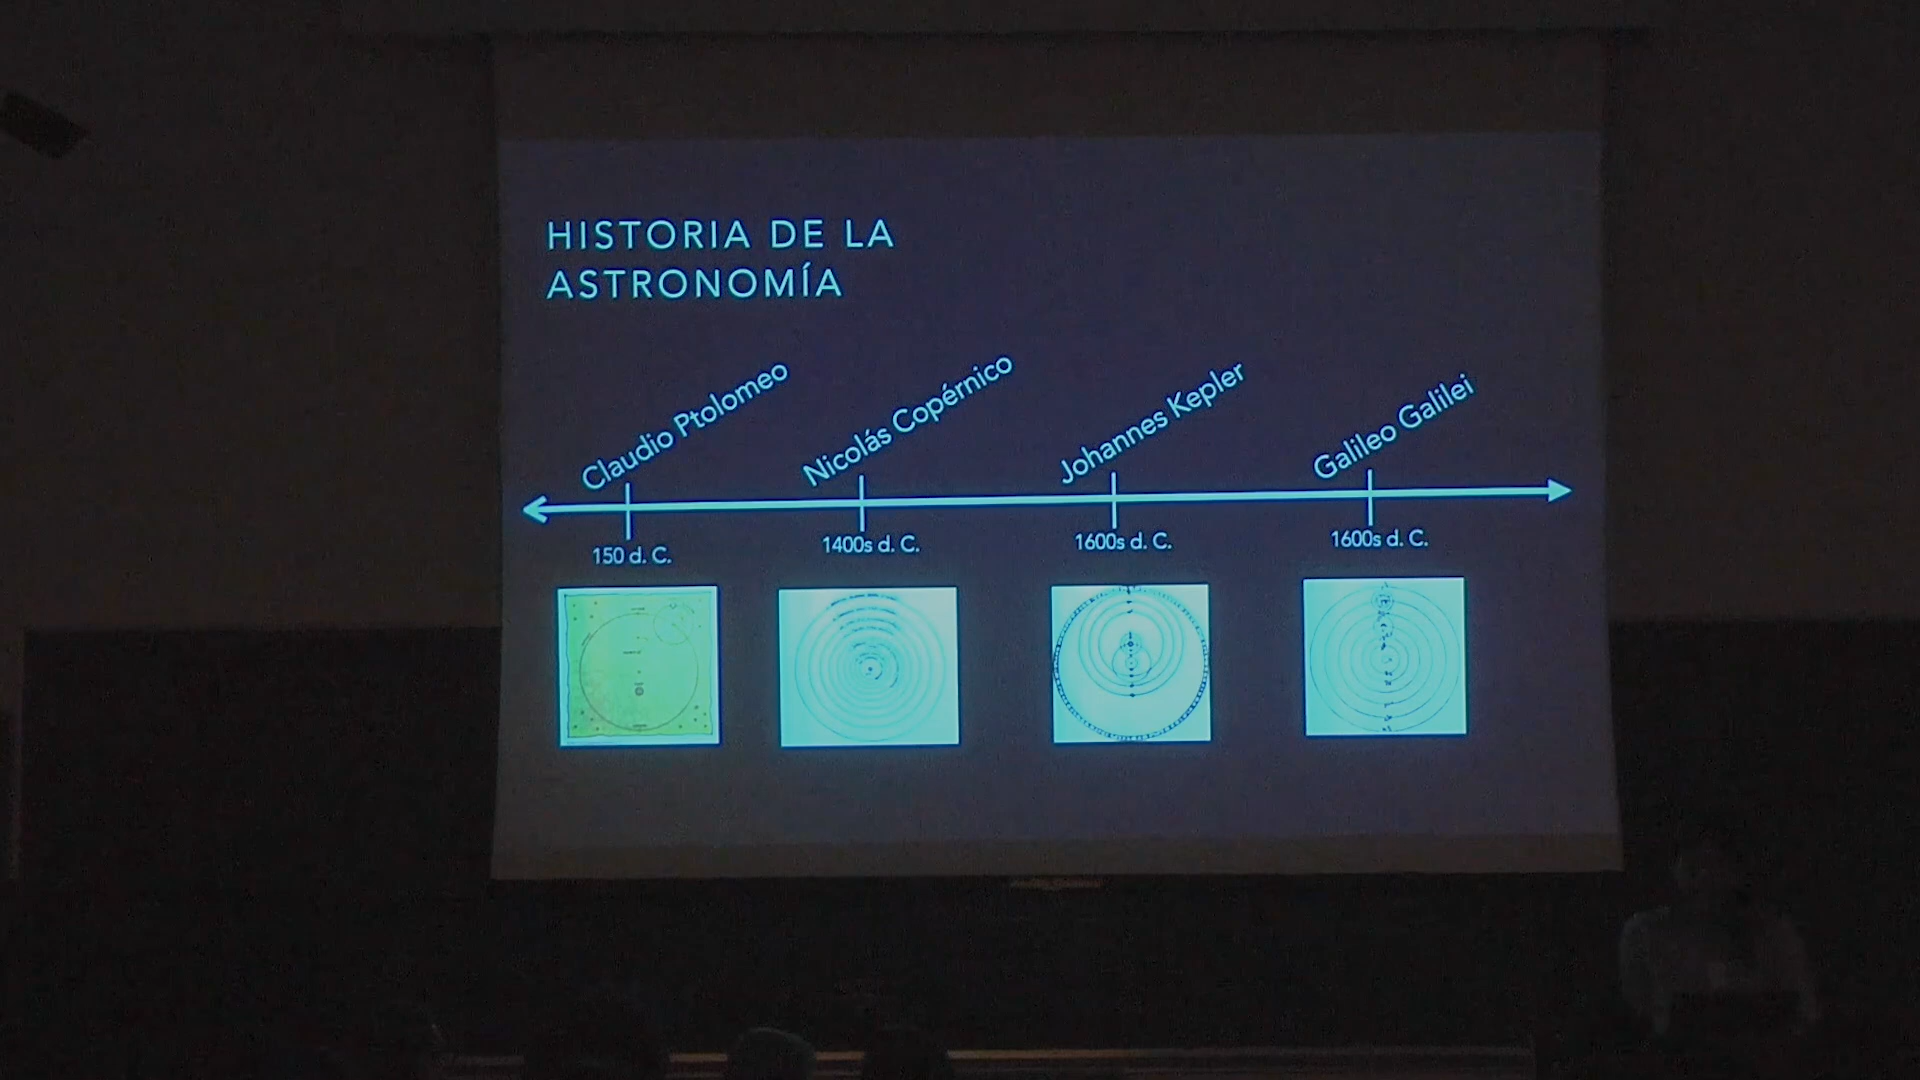 HISTORIA DE LA
ASTRONOMÍA
Claudio Ptolomeo
Nicolás Copérnico
Johannes Kepler
Galileo Galilei
150 d. C.
1400s d. C.
1600s d. C.
1600s d. C.